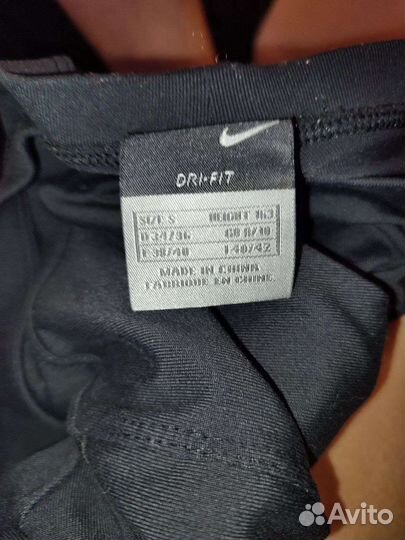 DRI-FIT
SIZE S HEIGHT 163
D 34/36 GB 8/10
F 38/40 I 40/42
MADE IN CHINA
FABRIQUE EN CHINE
Avito